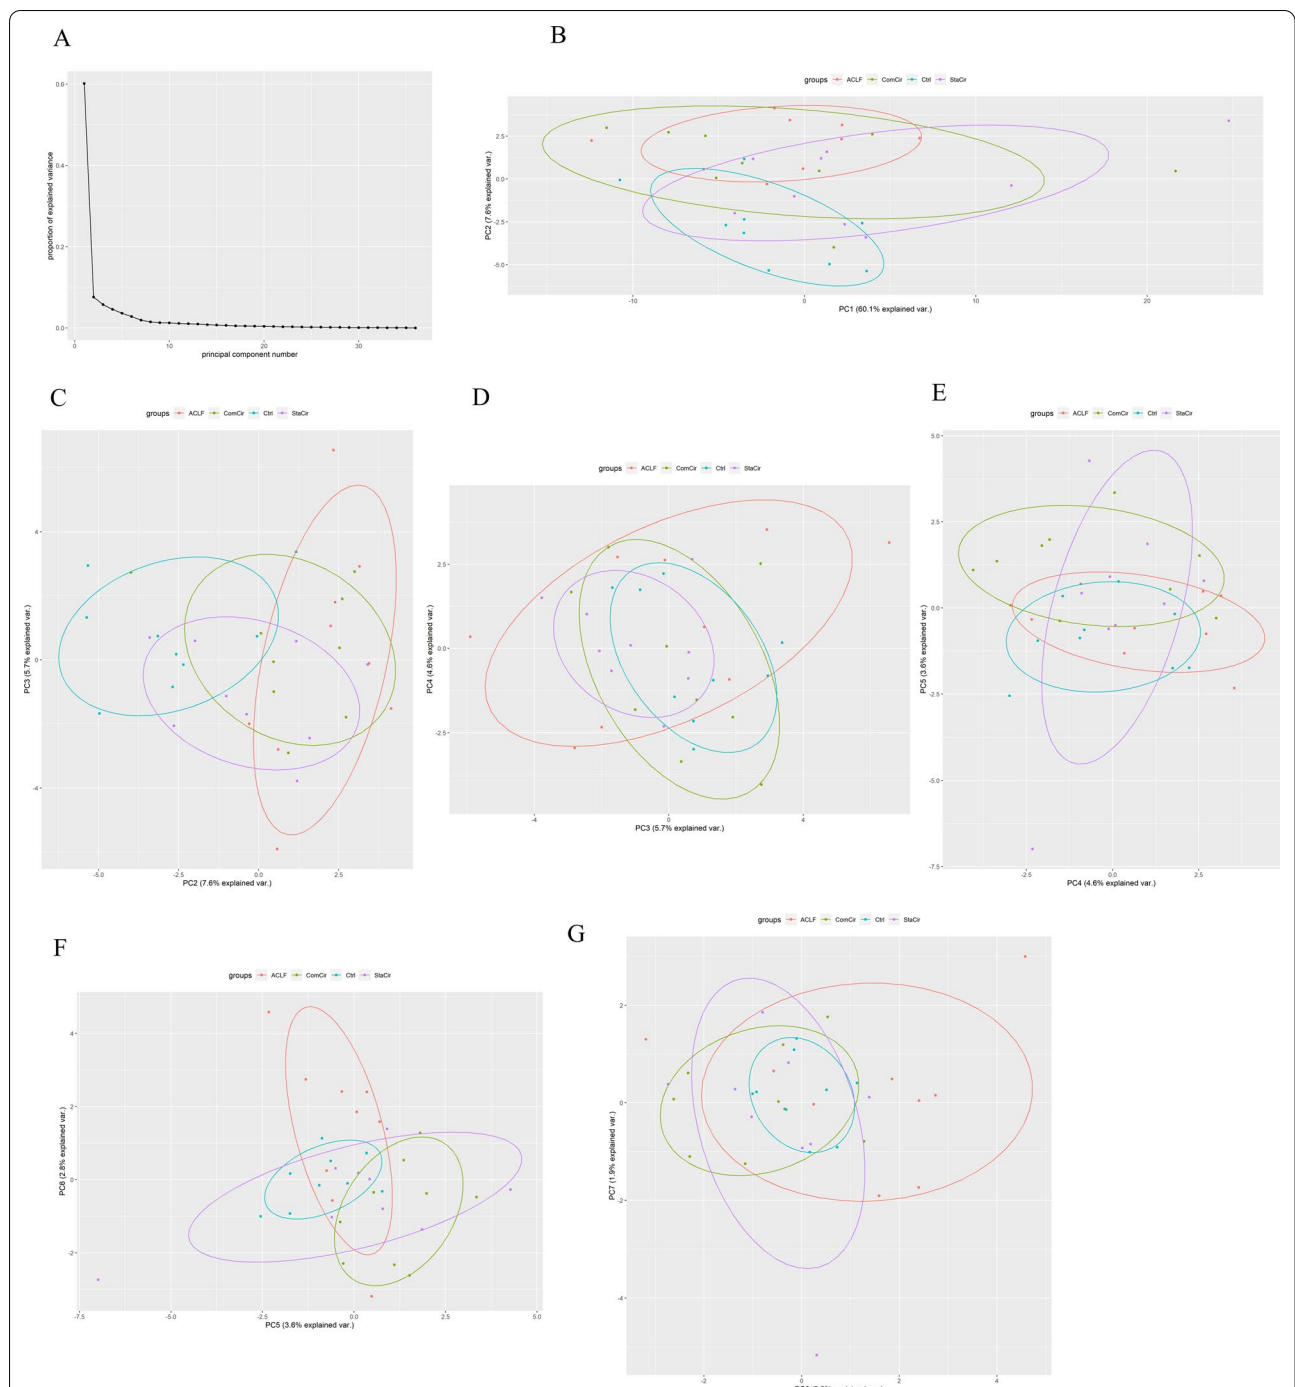 A
B
0.6
0.4
0.2
0.0
proportion of explained variance
0 10 20 30
principal component number
groups ACLF ComCir Ctrl StaCir
2.5
0.0
-2.5
-5.0
PC2 (7.6% explained var.)
-10 0 10 20
PC1 (60.1% explained var.)
C
D
E
groups ACLF ComCir Ctrl StaCir
4
0
-4
PC3 (5.7% explained var.)
-5.0 -2.5 0.0 2.5
PC2 (7.6% explained var.)
groups ACLF ComCir Ctrl StaCir
2.5
0.0
-2.5
PC4 (4.6% explained var.)
-4 0 4
PC3 (5.7% explained var.)
groups ACLF ComCir Ctrl StaCir
5.0
2.5
0.0
-2.5
-5.0
-7.5
PC5 (3.6% explained var.)
-2.5 0.0 2.5
PC4 (4.6% explained var.)
F
G
groups ACLF ComCir Ctrl StaCir
4
2
0
-2
PC6 (2.8% explained var.)
-7.5 -5.0 -2.5 0.0 2.5 5.0
PC5 (3.6% explained var.)
groups ACLF ComCir Ctrl StaCir
2
0
-2
-4
PC7 (1.9% explained var.)
-2 0 2 4